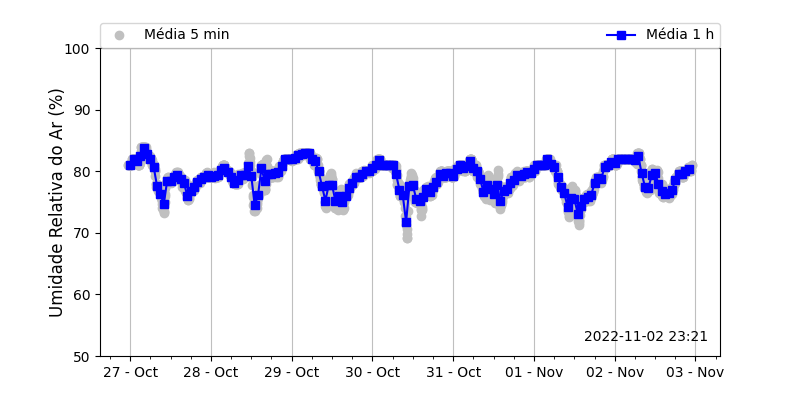 Média 5 min
Média 1 h
Umidade Relativa do Ar (%)
100
90
80
70
60
50
2022-11-02 23:21
27 - Oct
28 - Oct
29 - Oct
30 - Oct
31 - Oct
01 - Nov
02 - Nov
03 - Nov